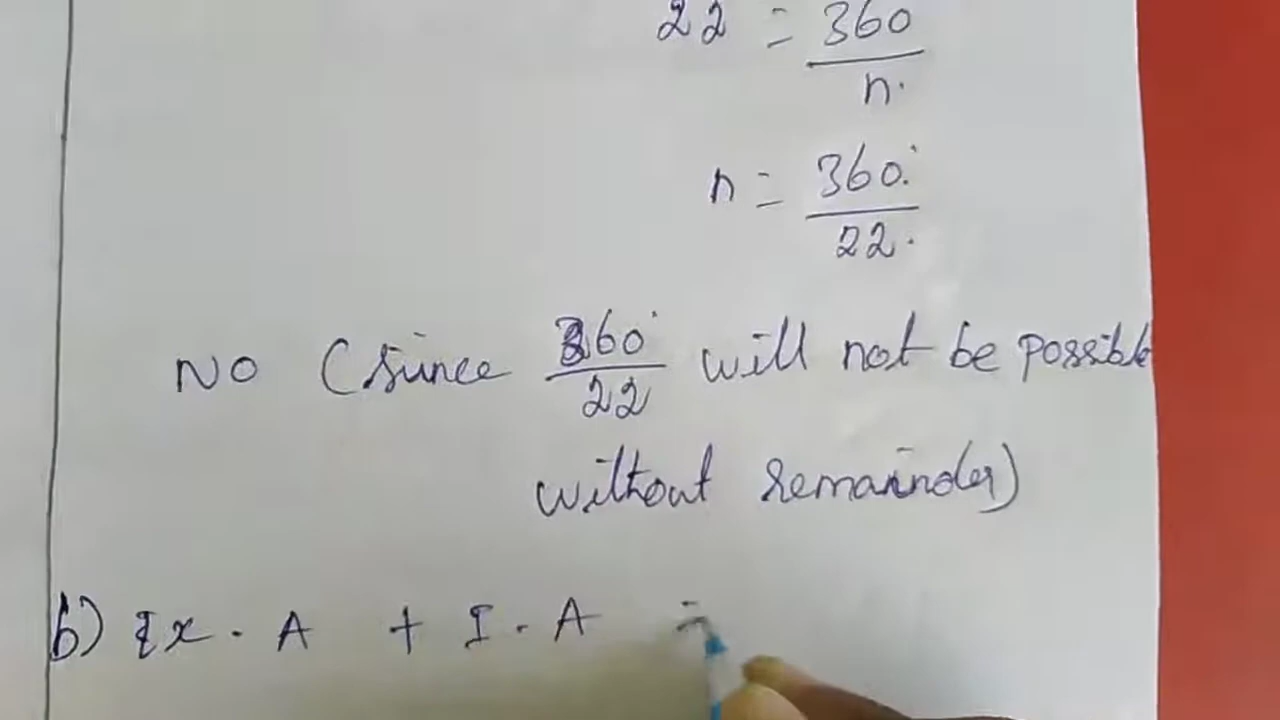 22 = 360/n.
n = 360°/22.
NO (since 360°/22 will not be possible
without remainder)
b) Ex. A + I. A =